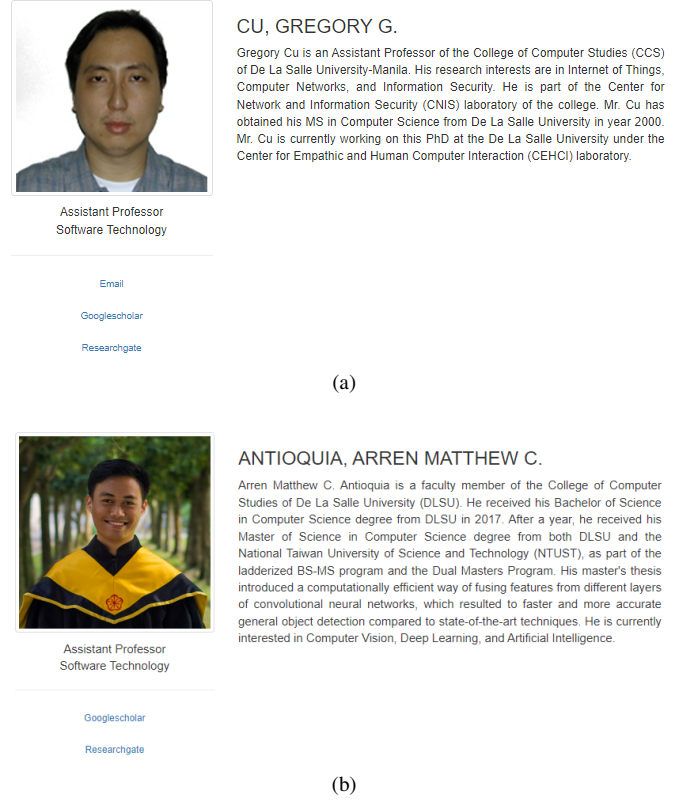 CU, GREGORY G.
Gregory Cu is an Assistant Professor of the College of Computer Studies (CCS)
of De La Salle University-Manila. His research interests are in Internet of Things,
Computer Networks, and Information Security. He is part of the Center for
Network and Information Security (CNIS) laboratory of the college. Mr. Cu has
obtained his MS in Computer Science from De La Salle University in year 2000.
Mr. Cu is currently working on this PhD at the De La Salle University under the
Center for Empathic and Human Computer Interaction (CEHCI) laboratory.
Assistant Professor
Software Technology
Email
Googlescholar
Researchgate
(a)
ANTIOQUIA, ARREN MATTHEW C.
Arren Matthew C. Antioquia is a faculty member of the College of Computer
Studies of De La Salle University (DLSU). He received his Bachelor of Science
in Computer Science degree from DLSU in 2017. After a year, he received his
Master of Science in Computer Science degree from both DLSU and the
National Taiwan University of Science and Technology (NTUST), as part of the
ladderized BS-MS program and the Dual Masters Program. His master's thesis
introduced a computationally efficient way of fusing features from different layers
of convolutional neural networks, which resulted to faster and more accurate
general object detection compared to state-of-the-art techniques. He is currently
interested in Computer Vision, Deep Learning, and Artificial Intelligence.
Assistant Professor
Software Technology
Googlescholar
Researchgate
(b)